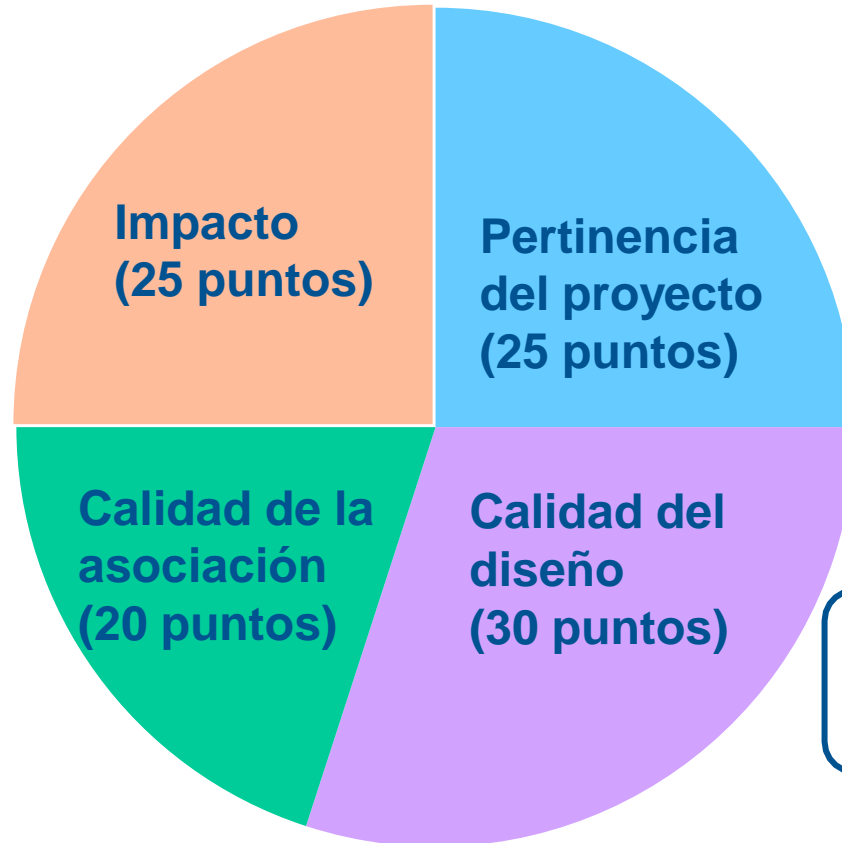 Impacto
(25 puntos)
Pertinencia
del proyecto
(25 puntos)
Calidad de la
asociación
(20 puntos)
Calidad del
diseño
(30 puntos)